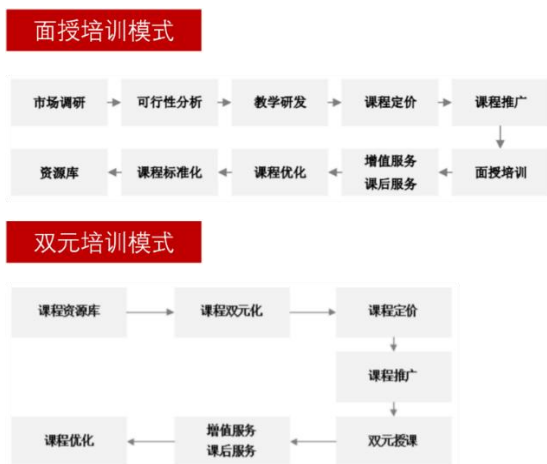 面授培训模式
市场调研
可行性分析
教学研发
课程定价
课程推广
资源库
课程标准化
课程优化
增值服务
课后服务
面授培训
双元培训模式
课程资源库
课程双元化
课程定价
课程推广
课程优化
增值服务
课后服务
双元授课